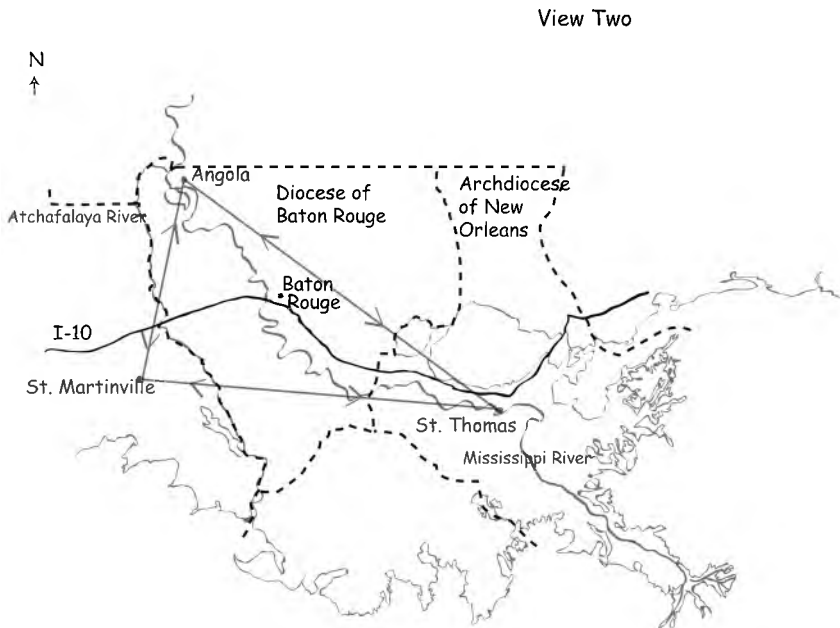 View Two
N
Angola
Diocese of
Baton Rouge
Archdiocese
of New
Orleans
Atchafalaya River
Baton
Rouge
I-10
St. Martinville
St. Thomas
Mississippi River